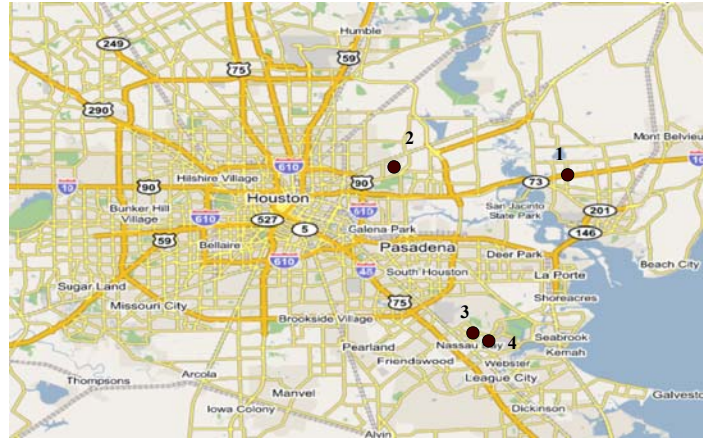 Humble
249
59
75
290
2
1
Mont Belvieu
610
10
Hilshire Village
90
90
73
10
Houston
San Jacinto
State Park
Bunker Hill
Village
610
610
201
527
Galena Park
5
146
59
Bellaire
Pasadena
Deer Park
610
45
South Houston
La Porte
Beach City
Sugar Land
Missouri City
75
Shoreacres
Brookside Village
3
4
Seabrook
Pearland
Nassau Bay
Kemah
Friendswood
Webster
Thompsons
Arcola
League City
Manvel
Galvesto
Iowa Colony
Dickinson
Alvin